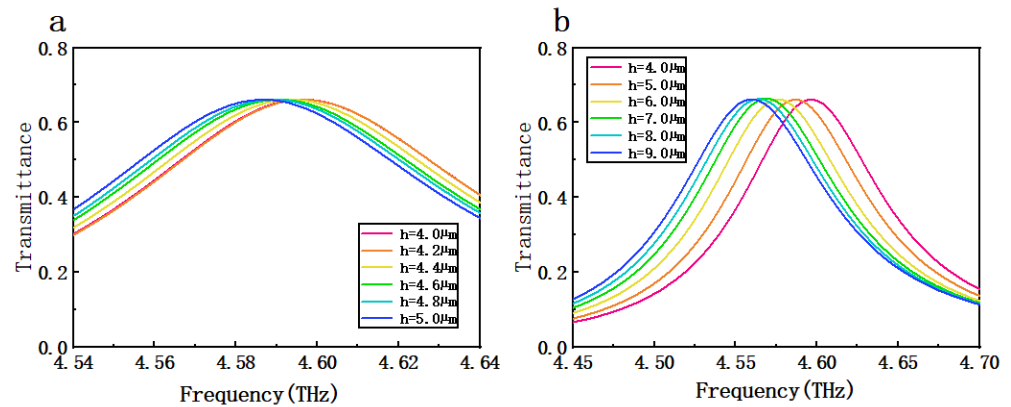 a
Transmittance
0.8
0.6
0.4
0.2
0.0
4.54
4.56
4.58
4.60
4.62
4.64
Frequency(THz)
h=4.0μm
h=4.2μm
h=4.4μm
h=4.6μm
h=4.8μm
h=5.0μm
b
Transmittance
0.8
0.6
0.4
0.2
0.0
4.45
4.50
4.55
4.60
4.65
4.70
Frequency(THz)
h=4.0μm
h=5.0μm
h=6.0μm
h=7.0μm
h=8.0μm
h=9.0μm